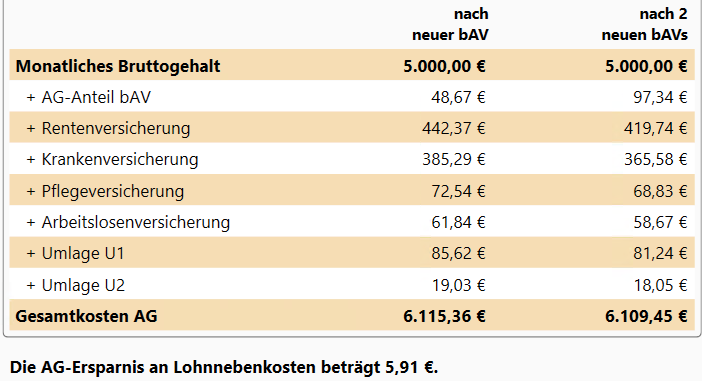 nach nach 2
neuer bAV neuen bAVs
Monatliches Bruttogehalt 5.000,00 € 5.000,00 €
+ AG-Anteil bAV 48,67 € 97,34 €
+ Rentenversicherung 442,37 € 419,74 €
+ Krankenversicherung 385,29 € 365,58 €
+ Pflegeversicherung 72,54 € 68,83 €
+ Arbeitslosenversicherung 61,84 € 58,67 €
+ Umlage U1 85,62 € 81,24 €
+ Umlage U2 19,03 € 18,05 €
Gesamtkosten AG 6.115,36 € 6.109,45 €
Die AG-Ersparnis an Lohnnebenkosten beträgt 5,91 €.